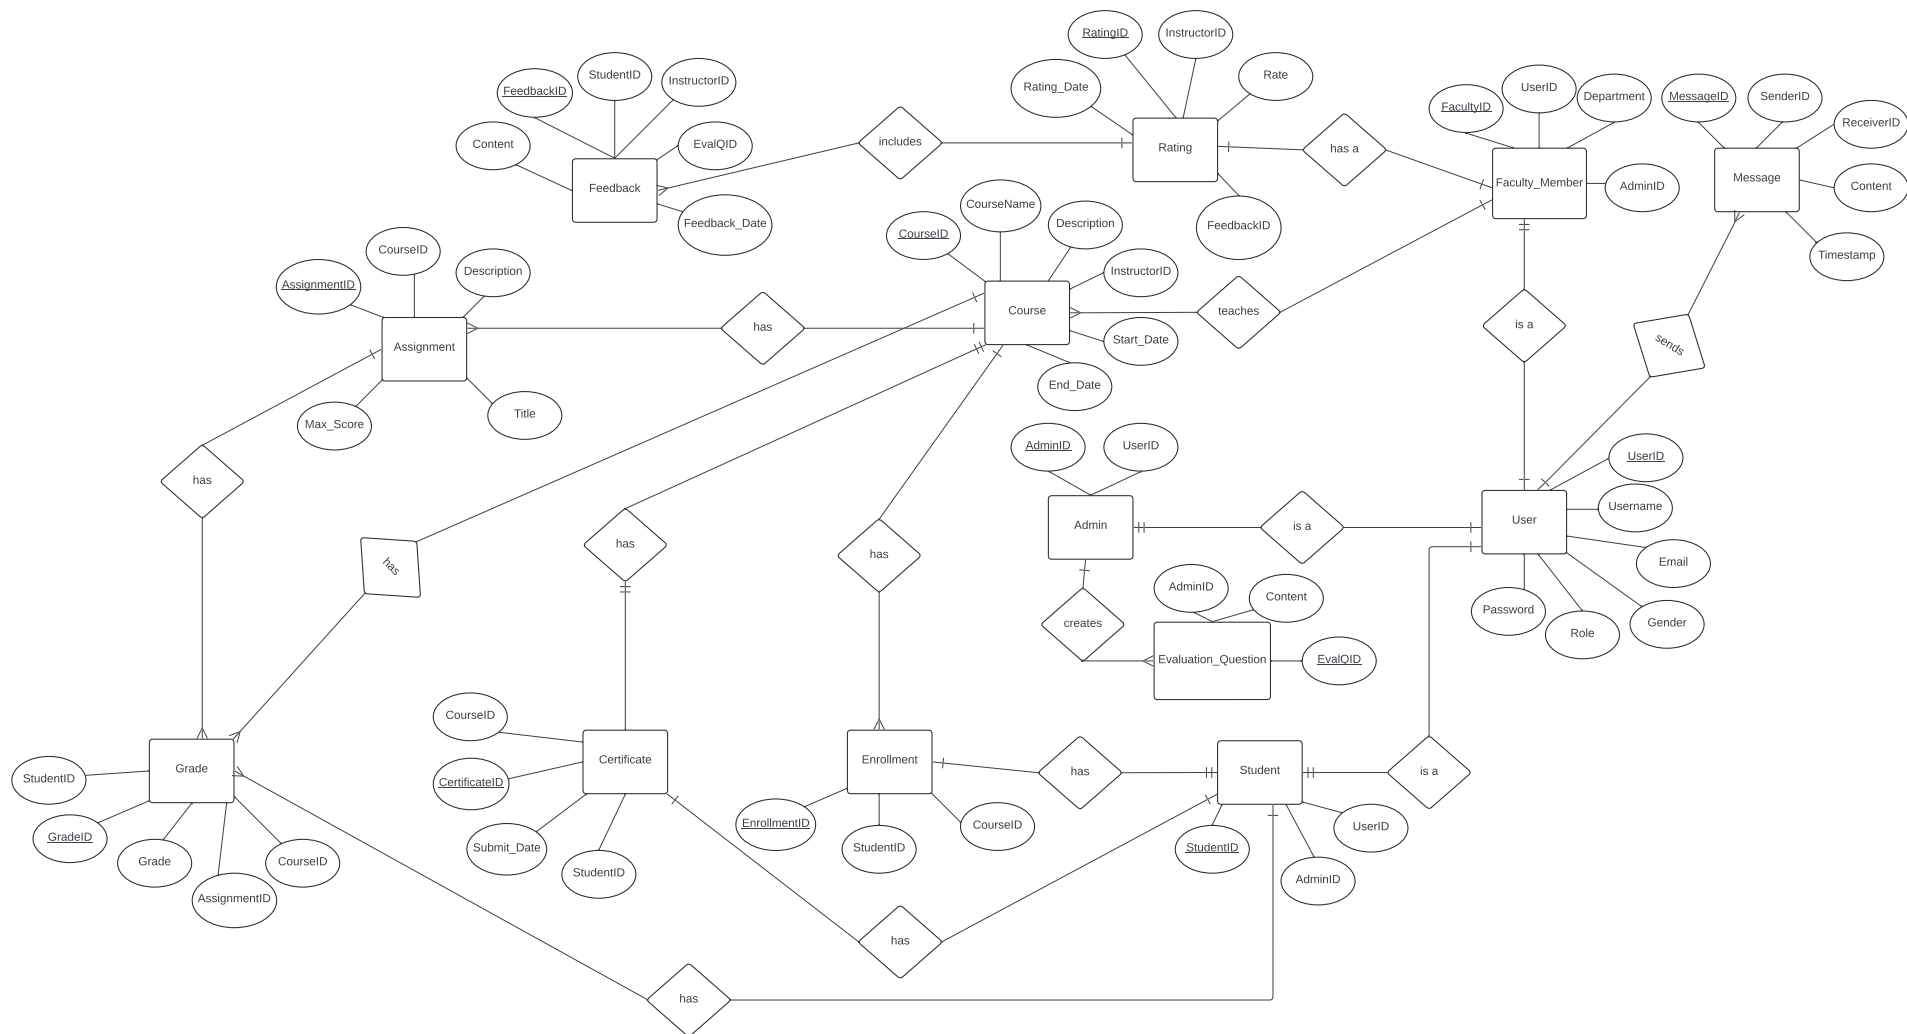 RatingID
InstructorID
StudentID
FeedbackID
InstructorID
Rating_Date
Rate
UserID
FacultyID
Department
MessageID
SenderID
ReceiverID
Content
EvalQID
includes
Rating
has a
Feedback
Faculty_Member
AdminID
Message
Content
Feedback_Date
FeedbackID
CourseName
Description
CourseID
CourseID
Description
AssignmentID
InstructorID
Timestamp
Course
teaches
is a
has
Assignment
Start_Date
sends
End_Date
Max_Score
Title
AdminID
UserID
UserID
has
Username
Admin
is a
User
has
has
has
Email
AdminID
Content
Password
Role
Gender
creates
Evaluation_Question
EvalQID
CourseID
Grade
StudentID
Certificate
CertificateID
Enrollment
has
Student
is a
GradeID
Grade
CourseID
AssignmentID
Submit_Date
StudentID
EnrollmentID
StudentID
CourseID
StudentID
UserID
AdminID
has
has